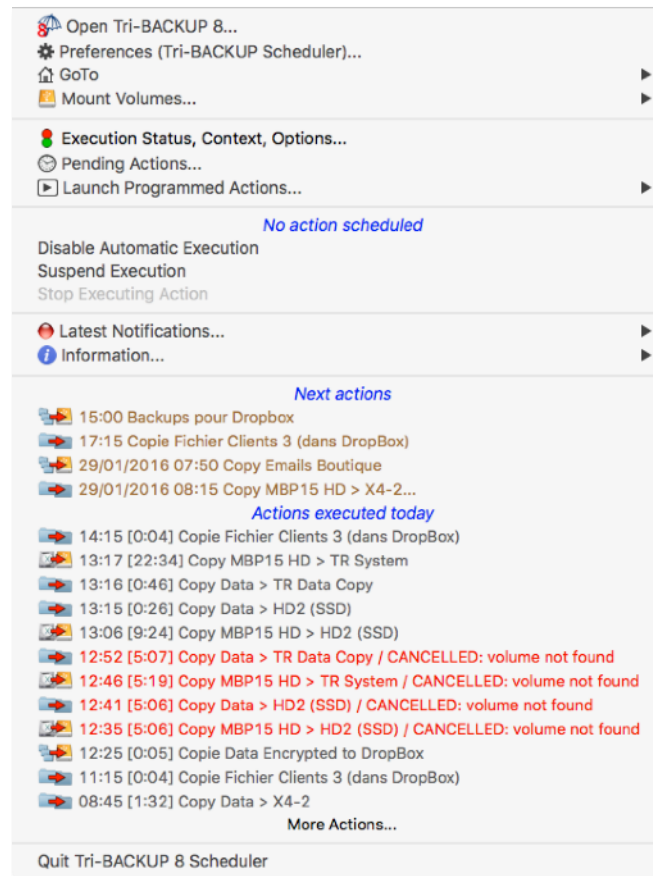 Open Tri-BACKUP 8...
Preferences (Tri-BACKUP Scheduler)...
GoTo
Mount Volumes...
Execution Status, Context, Options...
Pending Actions...
Launch Programmed Actions...
No action scheduled
Disable Automatic Execution
Suspend Execution
Stop Executing Action
Latest Notifications...
Information...
Next actions
15:00 Backups pour Dropbox
17:15 Copie Fichier Clients 3 (dans DropBox)
29/01/2016 07:50 Copy Emails Boutique
29/01/2016 08:15 Copy MBP15 HD > X4-2...
Actions executed today
14:15 [0:04] Copie Fichier Clients 3 (dans DropBox)
13:17 [22:34] Copy MBP15 HD > TR System
13:16 [0:46] Copy Data > TR Data Copy
13:15 [0:26] Copy Data > HD2 (SSD)
13:06 [9:24] Copy MBP15 HD > HD2 (SSD)
12:52 [5:07] Copy Data > TR Data Copy / CANCELLED: volume not found
12:46 [5:19] Copy MBP15 HD > TR System / CANCELLED: volume not found
12:41 [5:06] Copy Data > HD2 (SSD) / CANCELLED: volume not found
12:35 [5:06] Copy MBP15 HD > HD2 (SSD) / CANCELLED: volume not found
12:25 [0:05] Copie Data Encrypted to DropBox
11:15 [0:04] Copie Fichier Clients 3 (dans DropBox)
08:45 [1:32] Copy Data > X4-2
More Actions...
Quit Tri-BACKUP 8 Scheduler